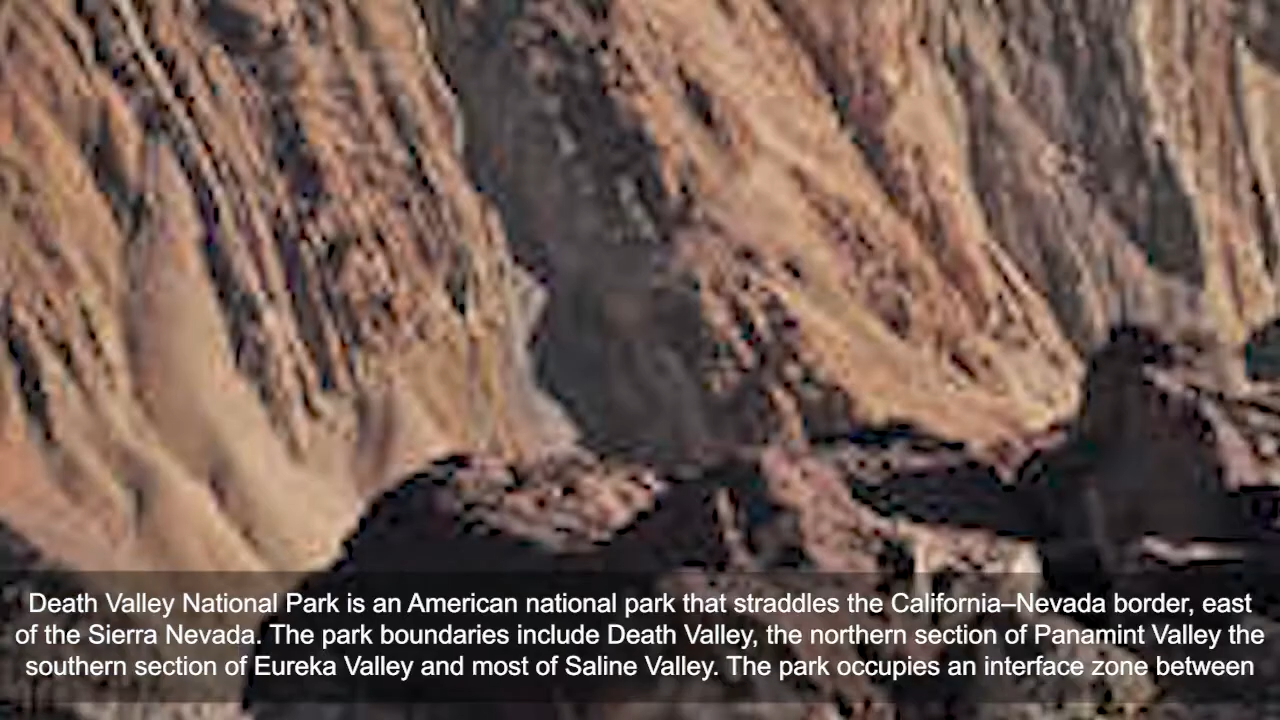 Death Valley National Park is an American national park that straddles the California–Nevada border, east
of the Sierra Nevada. The park boundaries include Death Valley, the northern section of Panamint Valley the
southern section of Eureka Valley and most of Saline Valley. The park occupies an interface zone between